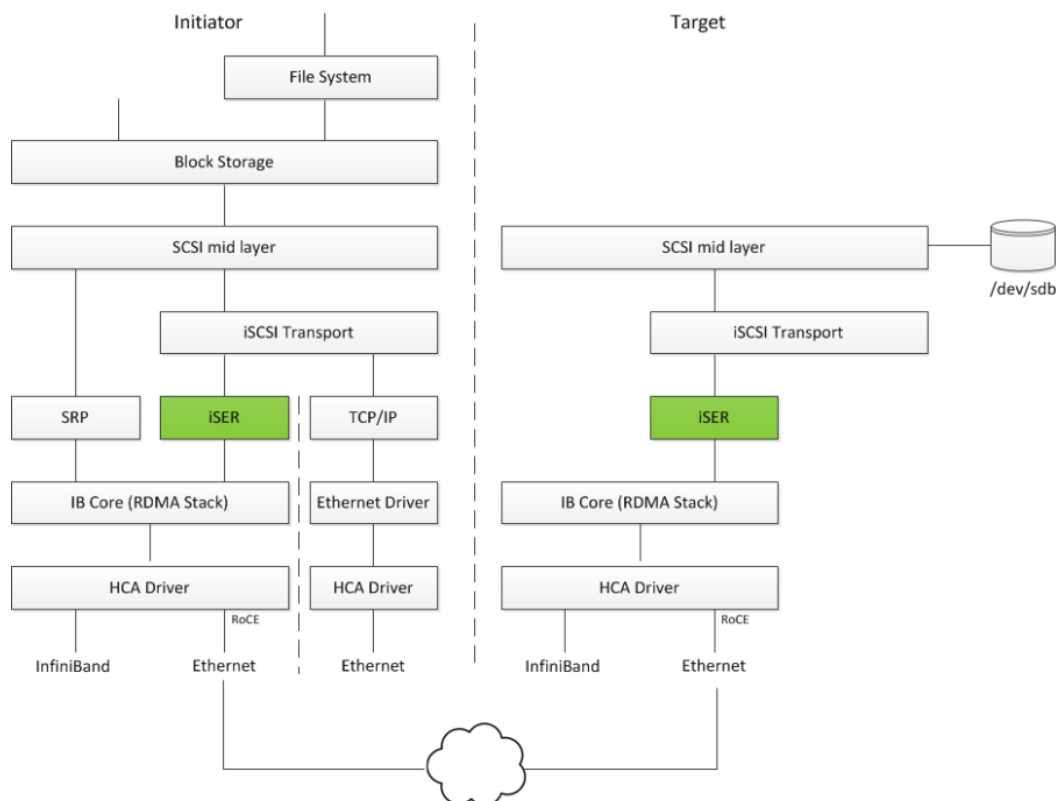 Initiator
Target
File System
Block Storage
SCSI mid layer
SCSI mid layer
/dev/sdb
iSCSI Transport
iSCSI Transport
SRP
iSER
TCP/IP
iSER
IB Core (RDMA Stack)
Ethernet Driver
IB Core (RDMA Stack)
HCA Driver
HCA Driver
HCA Driver
RoCE
RoCE
InfiniBand
Ethernet
Ethernet
InfiniBand
Ethernet